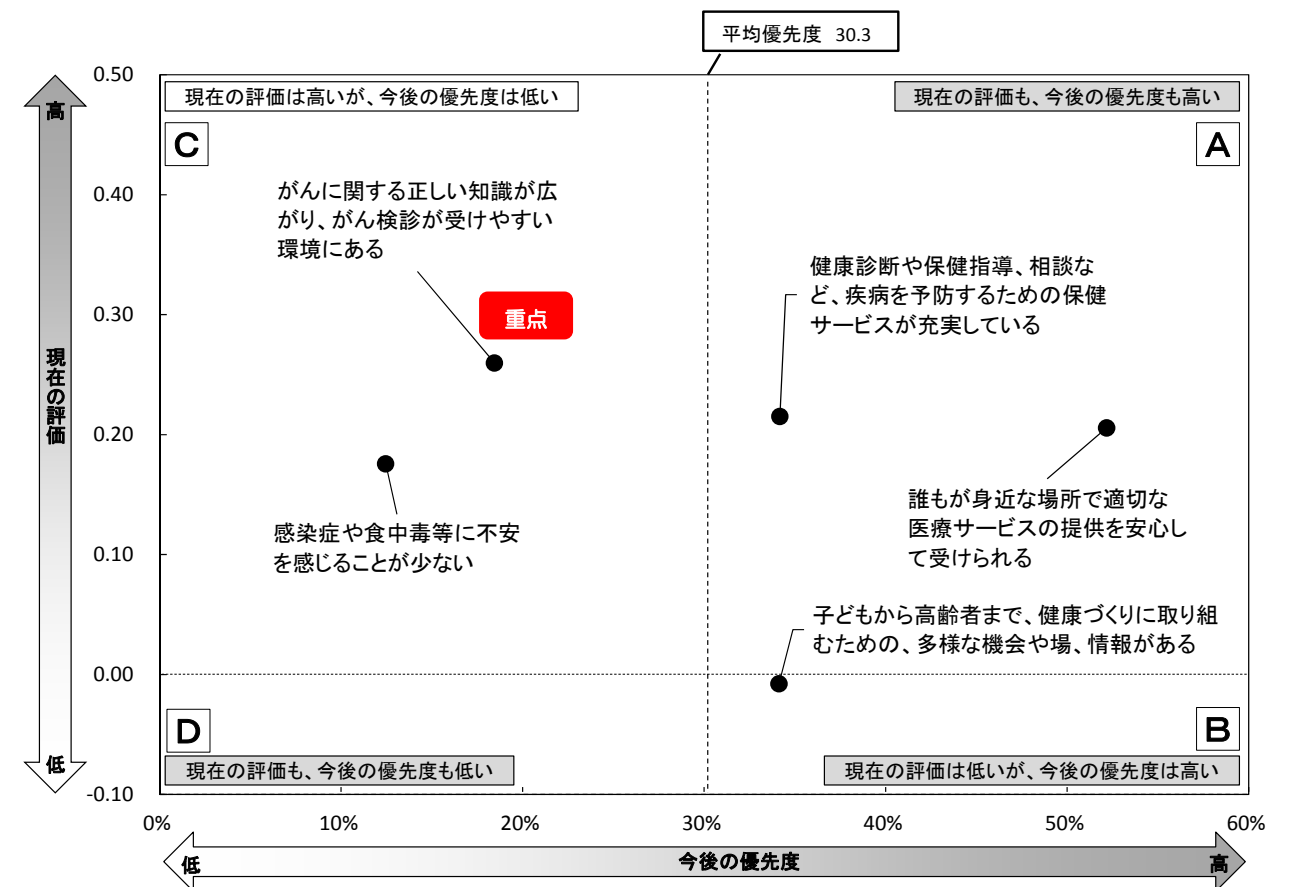 平均優先度 30.3
0.50
0.40
0.30
0.20
0.10
0.00
-0.10
高
現在の評価
低
現在の評価は高いが、今後の優先度は低い
現在の評価も、今後の優先度も高い
C
A
がんに関する正しい知識が広
がり、がん検診が受けやすい
環境にある
重点
健康診断や保健指導、相談な
ど、疾病を予防するための保健
サービスが充実している
誰もが身近な場所で適切な
医療サービスの提供を安心し
て受けられる
感染症や食中毒等に不安
を感じることが少ない
子どもから高齢者まで、健康づくりに取り組
むための、多様な機会や場、情報がある
D
B
現在の評価も、今後の優先度も低い
現在の評価は低いが、今後の優先度は高い
0%
10%
20%
30%
40%
50%
60%
低
今後の優先度
高